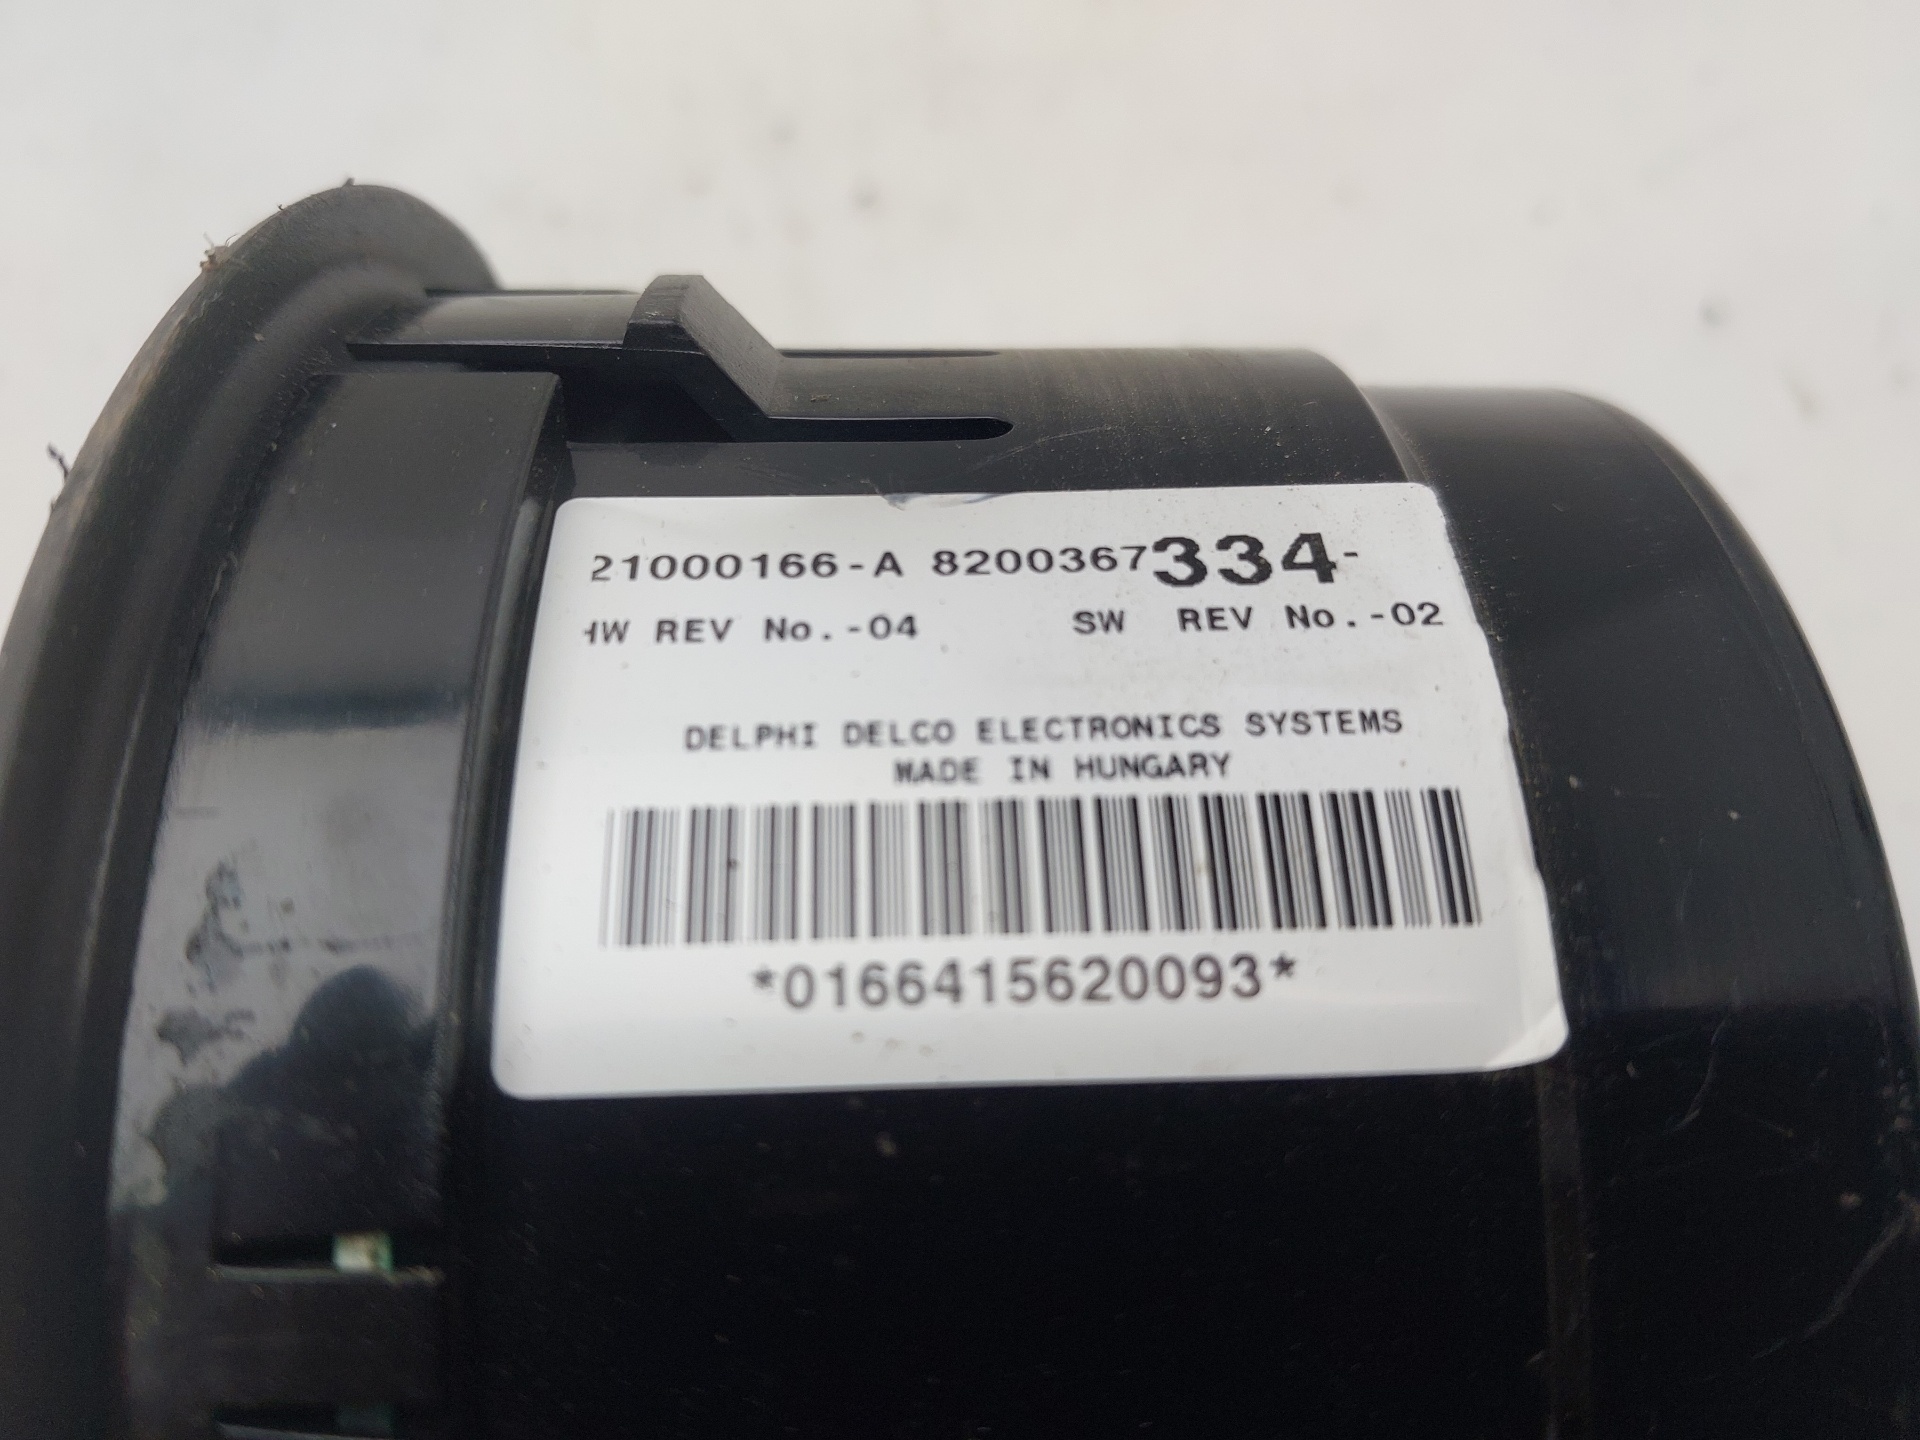 21000166-A 8200367334-
HW REV No.-04 SW REV No.-02
DELPHI DELCO ELECTRONICS SYSTEMS
MADE IN HUNGARY
*0166415620093*